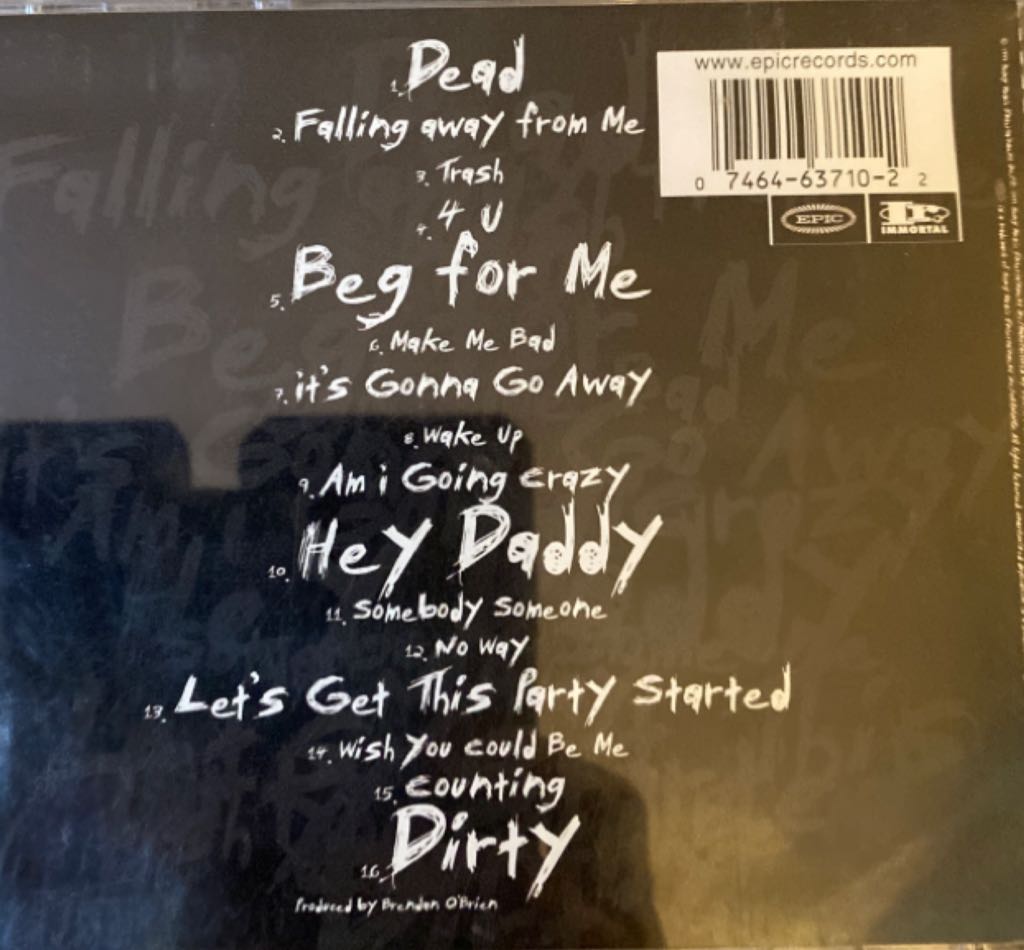 1. Dead
2. Falling away from Me
3. Trash
4. 4 U
5. Beg for Me
6. Make Me Bad
7. it's Gonna Go Away
8. Wake Up
9. Am i Going crazy
10. Hey Daddy
11. Somebody Someone
12. No Way
13. Let's Get This Party Started
14. Wish You could Be Me
15. counting
16. Dirty
Produced by Brendan O'Brien
www.epicrecords.com
0 7464-63710-2 2
EPIC
IMMORTAL